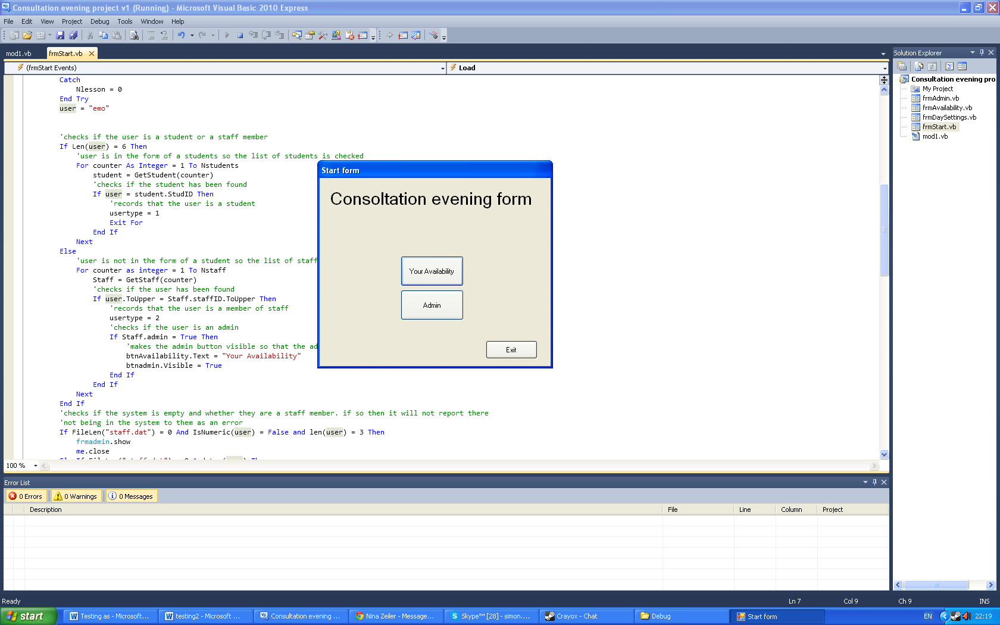 Consultation evening project v1 (Running) - Microsoft Visual Basic 2010 Express
File Edit View Project Debug Tools Window Help
mod1.vb frmStart.vb
(frmStart Events) Load
Catch
Nlesson = 0
End Try
user = "emo"
'checks if the user is a student or a staff member
If Len(user) = 6 Then
'user is in the form of a students so the list of students is checked
For counter As Integer = 1 To Nstudents
student = GetStudent(counter)
'checks if the student has been found
If user = student.StudID Then
'records that the user is a student
usertype = 1
Exit For
End If
Next
Else
'user is not in the form of a student so the list of staff
For counter as integer = 1 To Nstaff
Staff = GetStaff(counter)
'checks if the user has been found
If user.ToUpper = Staff.staffID.ToUpper Then
'records that the user is a member of staff
usertype = 2
'checks if the user is an admin
If Staff.admin = True Then
'makes the admin button visible so that the ad
btnAvailability.Text = "Your Availability"
btnadmin.Visible = True
End If
End If
Next
End If
'checks if the system is empty and whether they are a staff member. if so then it will not report there
'not being in the system to them as an error
If FileLen("staff.dat") = 0 And IsNumeric(user) = False and len(user) = 3 Then
frmadmin.show
me.close
100 %
Start form
Consoltation evening form
Your Availability
Admin
Exit
Solution Explorer
Consultation evening pro
My Project
frmAdmin.vb
frmAvailability.vb
frmDaySettings.vb
frmStart.vb
mod1.vb
Error List
0 Errors 0 Warnings 0 Messages
Description File Line Column Project
Ready Ln 7 Col 9 Ch 9 INS
start Testing as - Microsoft... testing2 - Microsoft ... Consultation evening ... Nina Zeiler - Message... Skype™ [28] - simon.... Crayox - Chat Debug Start form EN 22:19